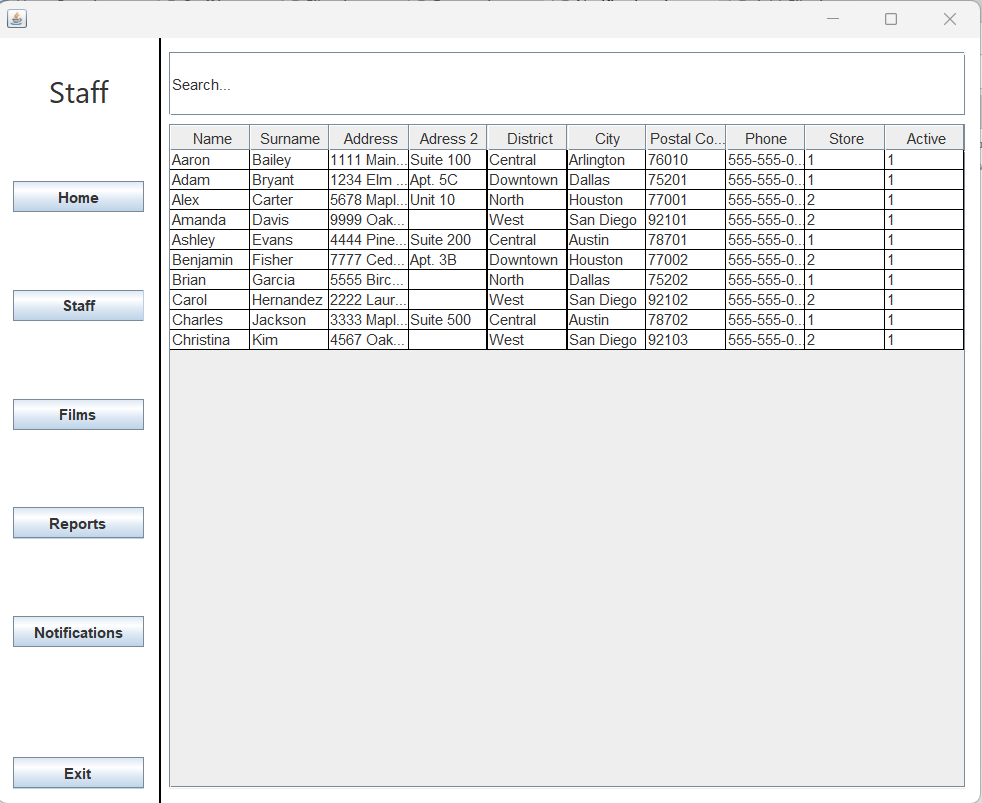 Staff
Home
Staff
Films
Reports
Notifications
Exit
Search...
Name Surname Address Adress 2 District City Postal Co... Phone Store Active
Aaron Bailey 1111 Main... Suite 100 Central Arlington 76010 555-555-0... 1 1
Adam Bryant 1234 Elm ... Apt. 5C Downtown Dallas 75201 555-555-0... 1 1
Alex Carter 5678 Mapl... Unit 10 North Houston 77001 555-555-0... 2 1
Amanda Davis 9999 Oak... West San Diego 92101 555-555-0... 2 1
Ashley Evans 4444 Pine... Suite 200 Central Austin 78701 555-555-0... 1 1
Benjamin Fisher 7777 Ced... Apt. 3B Downtown Houston 77002 555-555-0... 2 1
Brian Garcia 5555 Birc... North Dallas 75202 555-555-0... 1 1
Carol Hernandez 2222 Laur... West San Diego 92102 555-555-0... 2 1
Charles Jackson 3333 Mapl... Suite 500 Central Austin 78702 555-555-0... 1 1
Christina Kim 4567 Oak... West San Diego 92103 555-555-0... 2 1